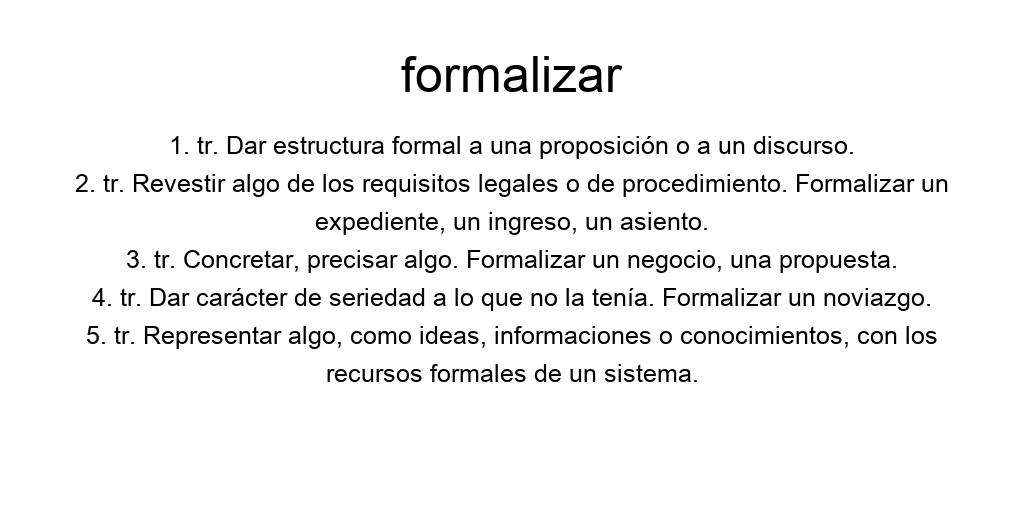 formalizar
1. tr. Dar estructura formal a una proposición o a un discurso.
2. tr. Revestir algo de los requisitos legales o de procedimiento. Formalizar un
expediente, un ingreso, un asiento.
3. tr. Concretar, precisar algo. Formalizar un negocio, una propuesta.
4. tr. Dar carácter de seriedad a lo que no la tenía. Formalizar un noviazgo.
5. tr. Representar algo, como ideas, informaciones o conocimientos, con los
recursos formales de un sistema.